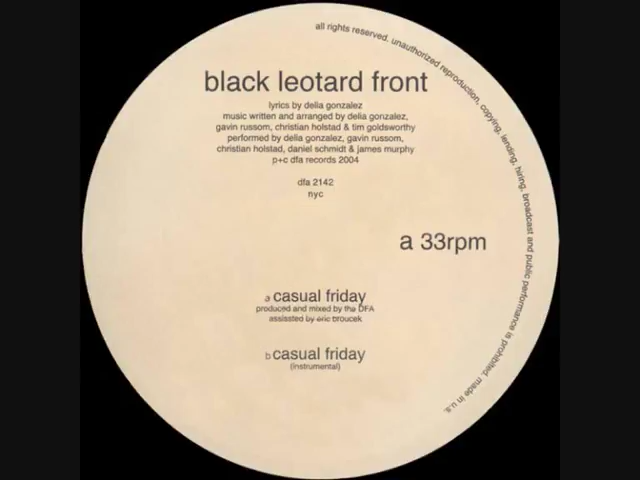 all rights reserved. unauthorized reproduction, copying, lending, hiring, broadcast and public performance is prohibited. made in u.s.
black leotard front
lyrics by delia gonzalez
music written and arranged by delia gonzalez,
gavin russom, christian holstad & tim goldsworthy
performed by delia gonzalez, gavin russom,
christian holstad, daniel schmidt & james murphy
p+c dfa records 2004
dfa 2142
nyc
a 33rpm
a casual friday
produced and mixed by the DFA
assissted by eric broucek
b casual friday
(instrumental)